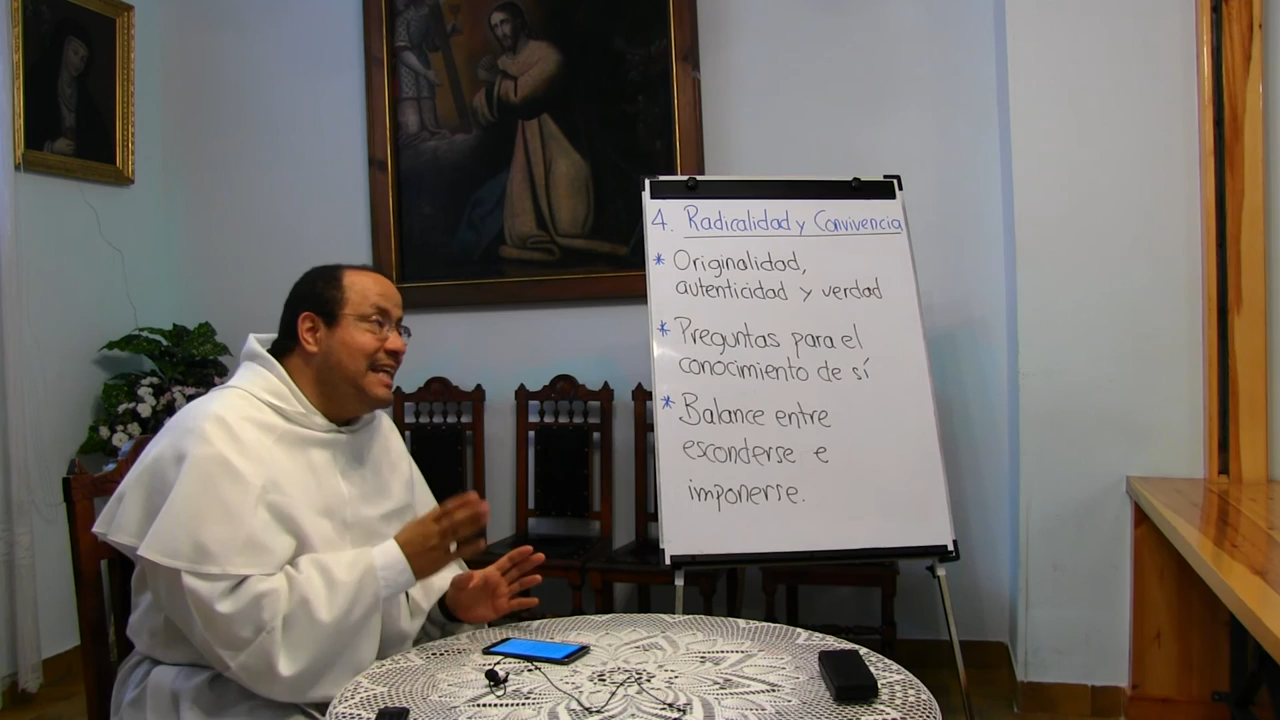 4. Radicalidad y Convivencia
* Originalidad,
autenticidad y verdad
* Preguntas para el
conocimiento de sí
* Balance entre
esconderse e
imponerse.